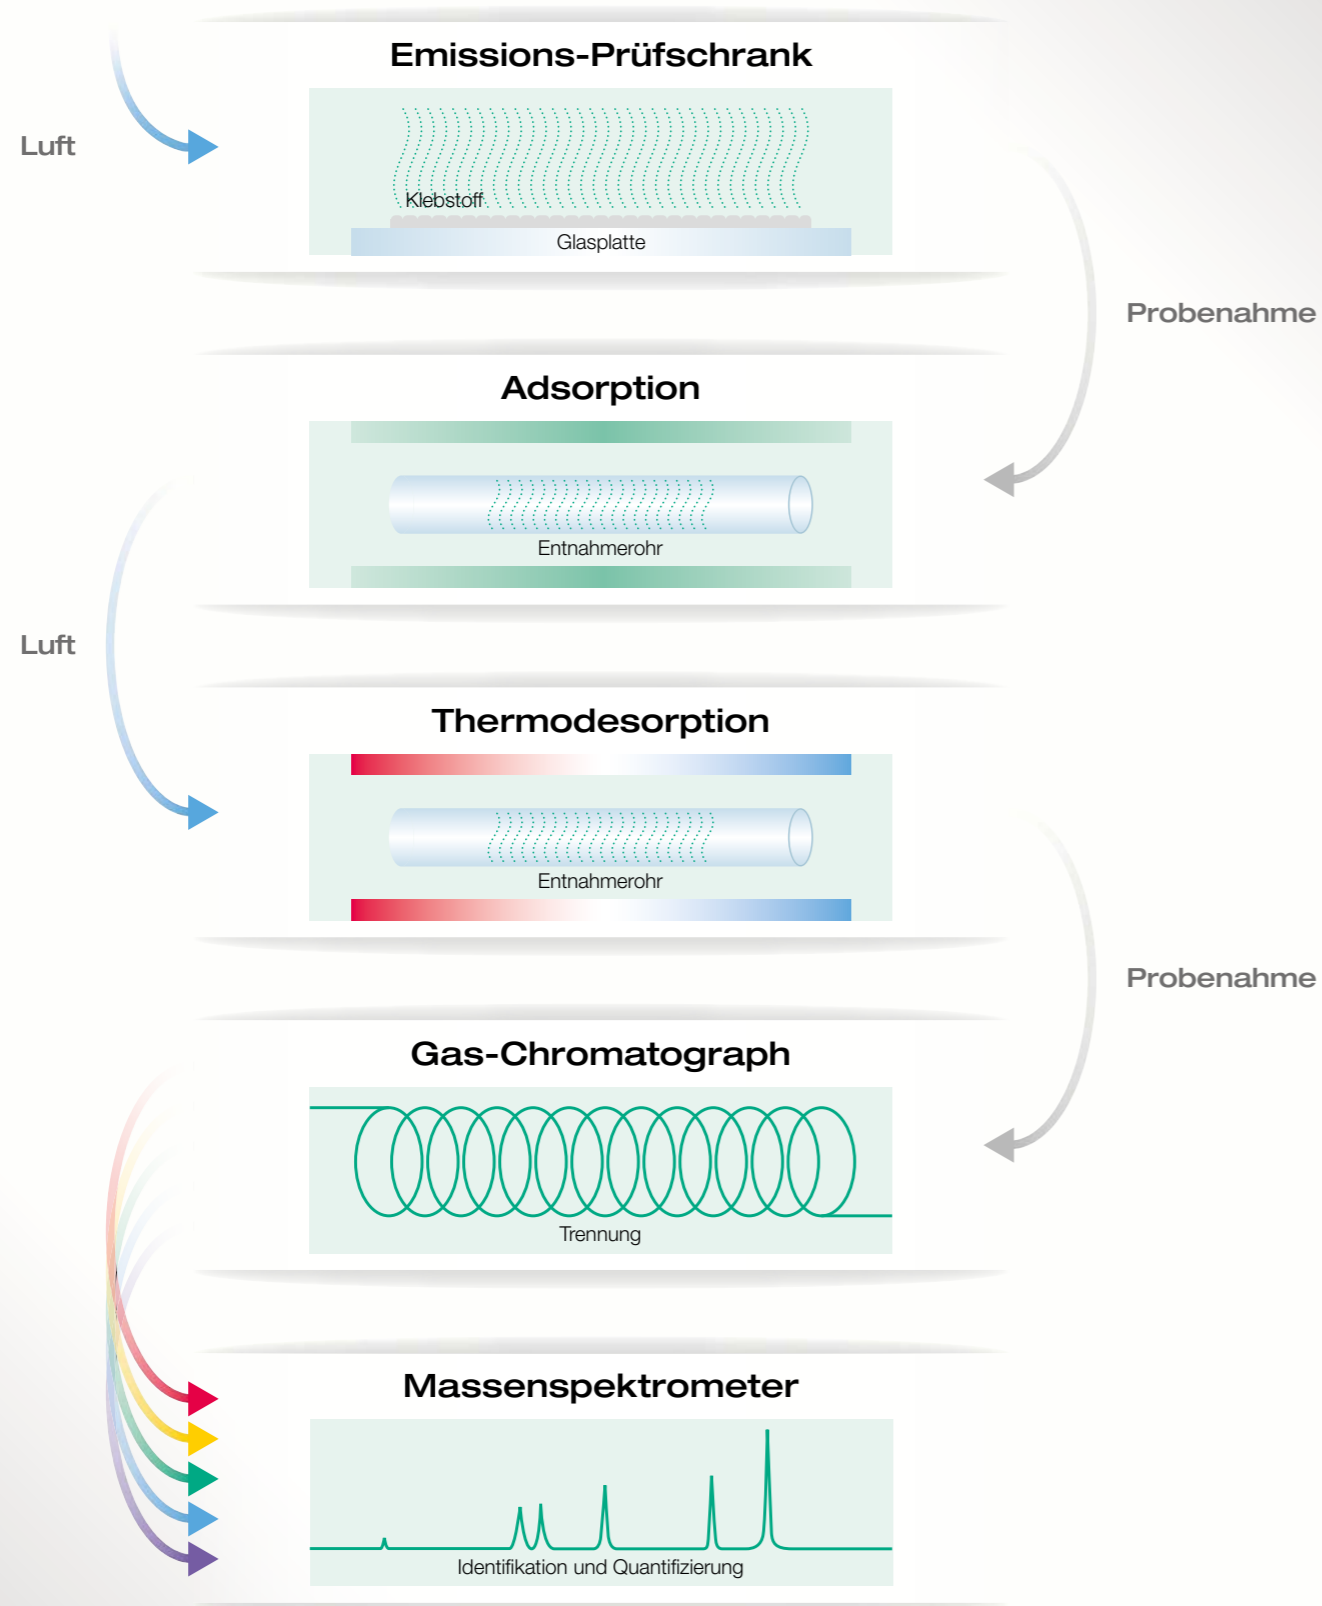 Emissions-Prüfschrank
Luft
Klebstoff
Glasplatte
Probenahme
Adsorption
Entnahmerohr
Luft
Thermodesorption
Entnahmerohr
Probenahme
Gas-Chromatograph
Trennung
Massenspektrometer
Identifikation und Quantifizierung